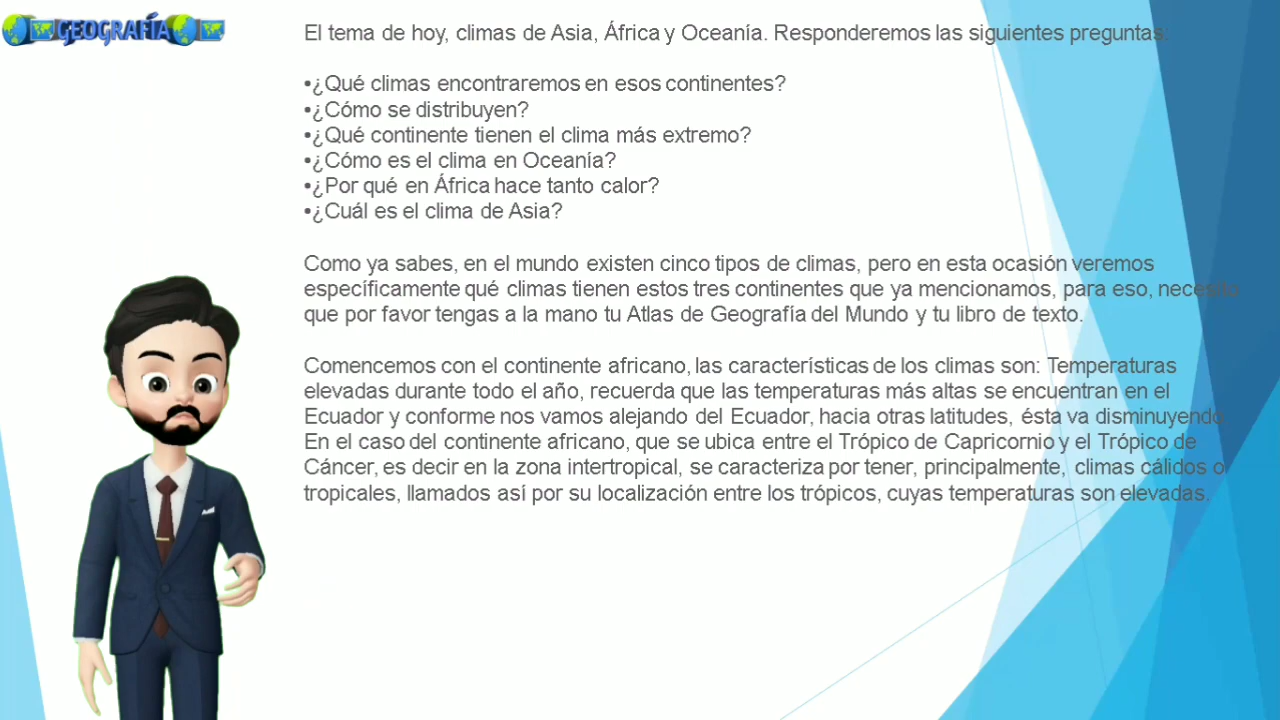 GEOGRAFÍA
El tema de hoy, climas de Asia, África y Oceanía. Responderemos las siguientes preguntas:
•¿Qué climas encontraremos en esos continentes?
•¿Cómo se distribuyen?
•¿Qué continente tienen el clima más extremo?
•¿Cómo es el clima en Oceanía?
•¿Por qué en África hace tanto calor?
•¿Cuál es el clima de Asia?
Como ya sabes, en el mundo existen cinco tipos de climas, pero en esta ocasión veremos
específicamente qué climas tienen estos tres continentes que ya mencionamos, para eso, necesito
que por favor tengas a la mano tu Atlas de Geografía del Mundo y tu libro de texto.
Comencemos con el continente africano, las características de los climas son: Temperaturas
elevadas durante todo el año, recuerda que las temperaturas más altas se encuentran en el
Ecuador y conforme nos vamos alejando del Ecuador, hacia otras latitudes, ésta va disminuyendo.
En el caso del continente africano, que se ubica entre el Trópico de Capricornio y el Trópico de
Cáncer, es decir en la zona intertropical, se caracteriza por tener, principalmente, climas cálidos o
tropicales, llamados así por su localización entre los trópicos, cuyas temperaturas son elevadas.